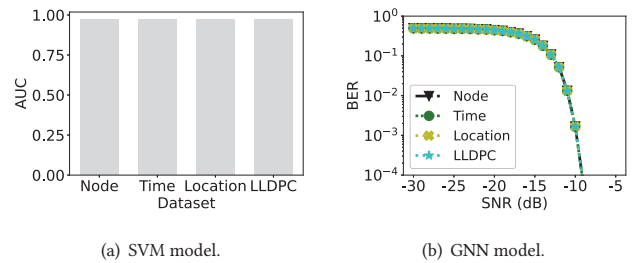 1.00
0.75
0.50
0.25
0.00
AUC
Node Time Location LLDPC
Dataset
(a) SVM model.
10⁰
10⁻¹
10⁻²
10⁻³
10⁻⁴
BER
Node
Time
Location
LLDPC
-30 -25 -20 -15 -10 -5
SNR (dB)
(b) GNN model.